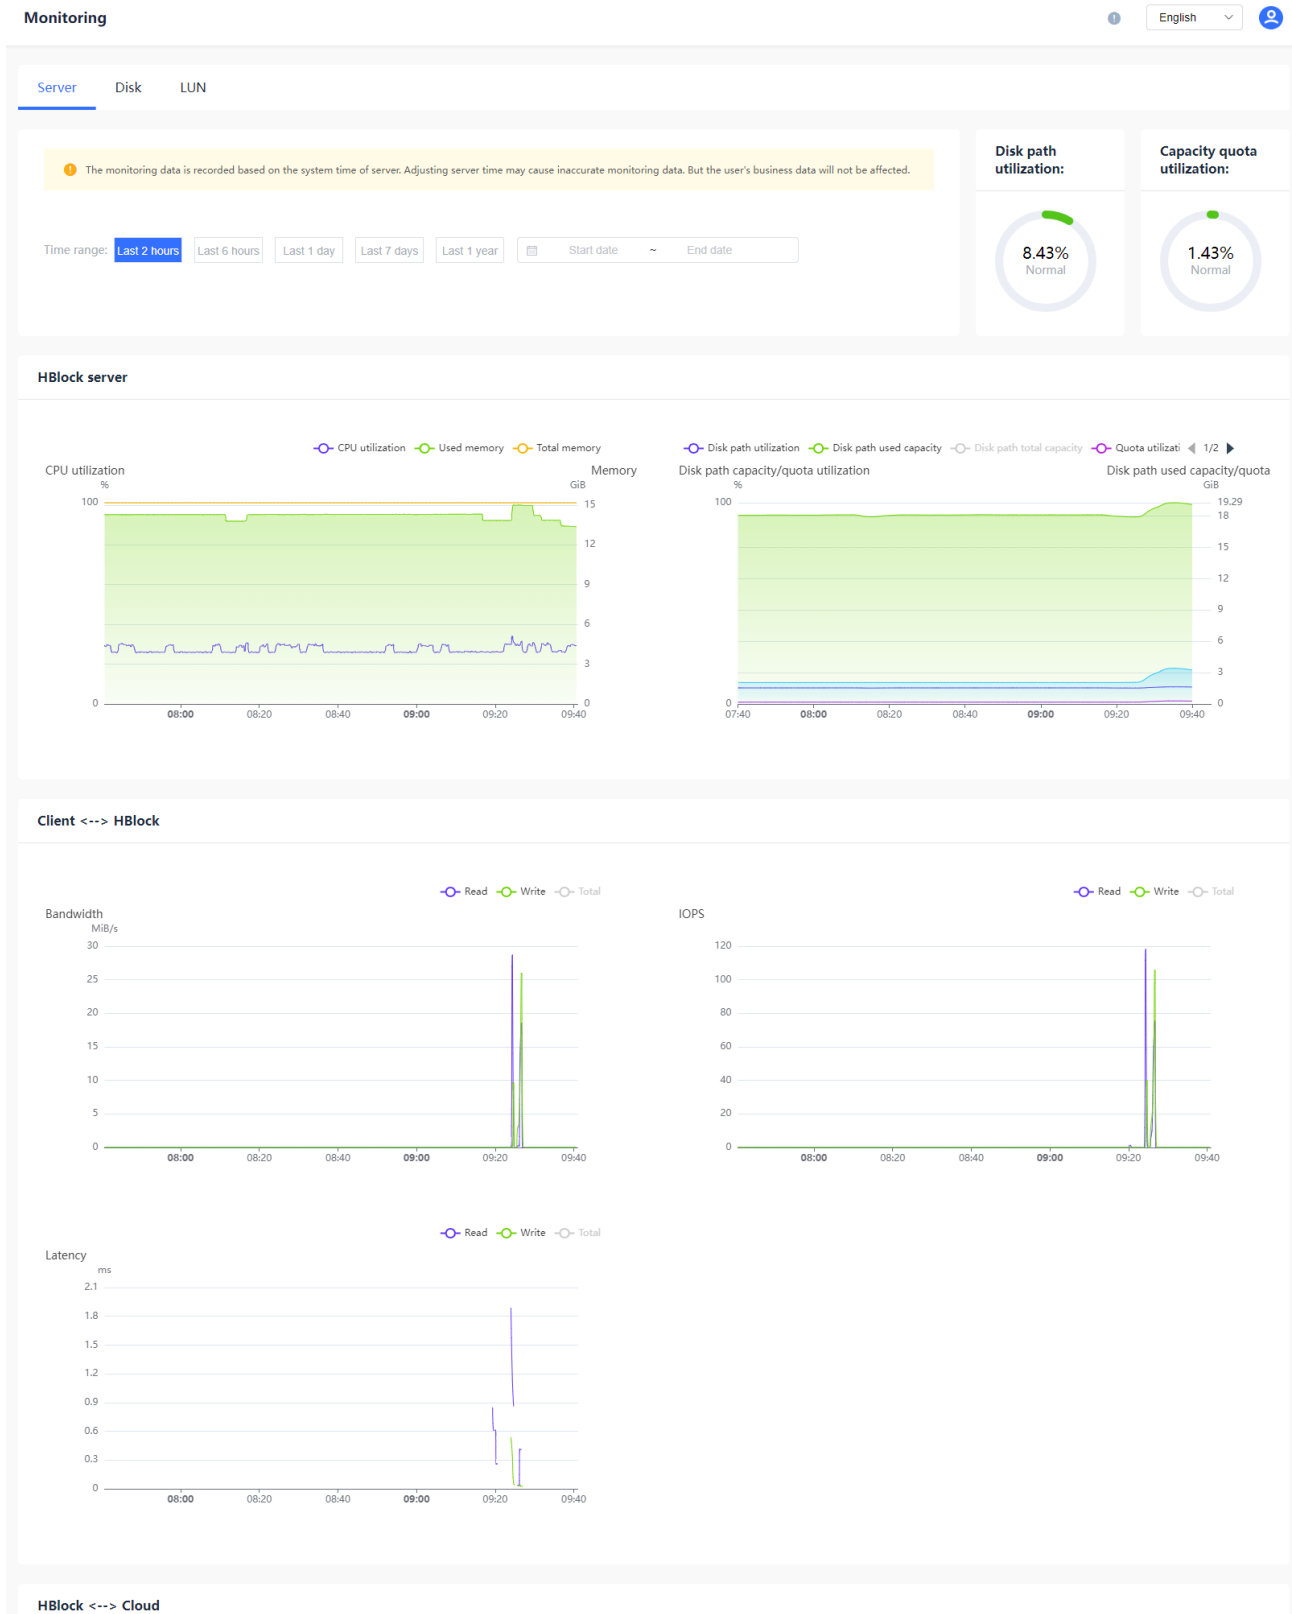 Monitoring
English
Server Disk LUN
The monitoring data is recorded based on the system time of server. Adjusting server time may cause inaccurate monitoring data. But the user's business data will not be affected.
Time range: Last 2 hours Last 6 hours Last 1 day Last 7 days Last 1 year Start date ~ End date
Disk path
utilization:
8.43%
Normal
Capacity quota
utilization:
1.43%
Normal
HBlock server
CPU utilization Used memory Total memory
CPU utilization Memory
% GiB
100
15
12
9
6
3
0 0
08:00 08:20 08:40 09:00 09:20 09:40
Disk path utilization Disk path used capacity Disk path total capacity Quota utilizati 1/2
Disk path capacity/quota utilization Disk path used capacity/quota
% GiB
100 19.29
18
15
12
9
6
3
0 0
07:40 08:00 08:20 08:40 09:00 09:20 09:40
Client <--> HBlock
Read Write Total
Bandwidth
MiB/s
30
25
20
15
10
5
0
08:00 08:20 08:40 09:00 09:20 09:40
Read Write Total
IOPS
120
100
80
60
40
20
0
08:00 08:20 08:40 09:00 09:20 09:40
Read Write Total
Latency
ms
2.1
1.8
1.5
1.2
0.9
0.6
0.3
0
08:00 08:20 08:40 09:00 09:20 09:40
HBlock <--> Cloud